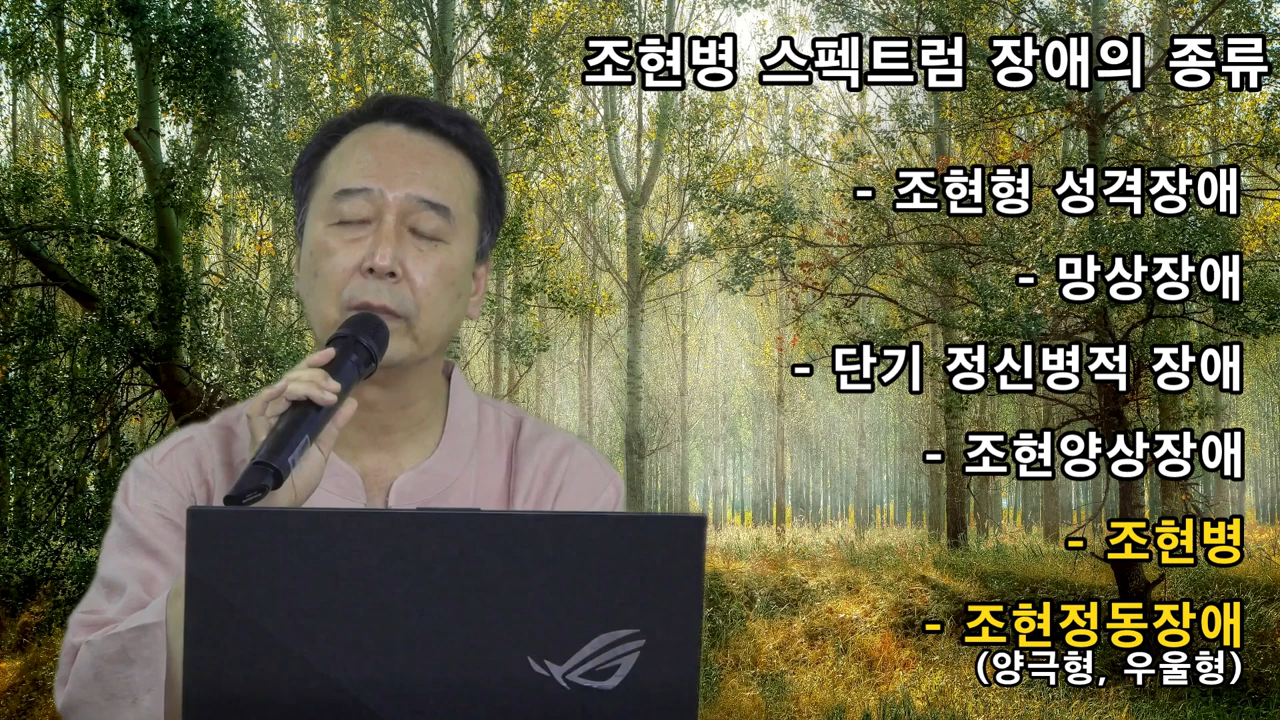 조현병 스펙트럼 장애의 종류
- 조현형 성격장애
- 망상장애
- 단기 정신병적 장애
- 조현양상장애
- 조현병
- 조현정동장애
(양극형, 우울형)